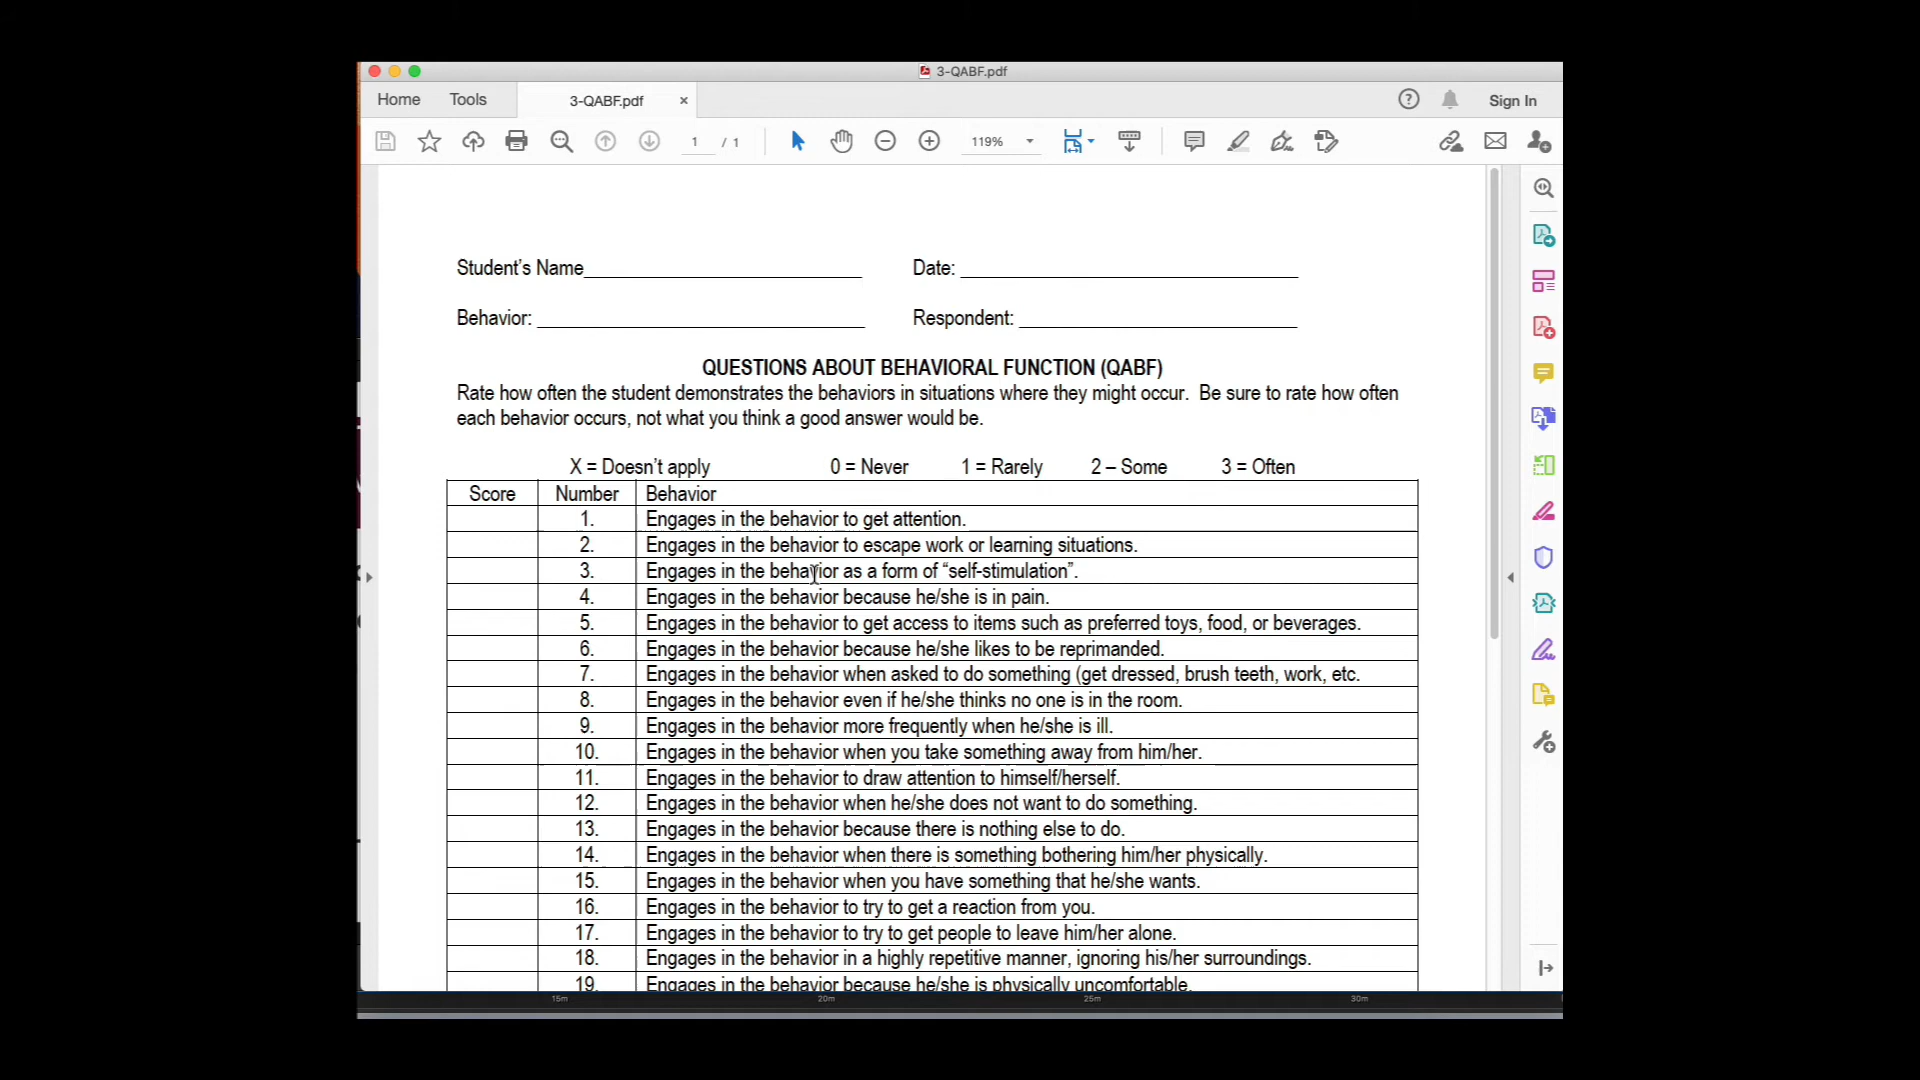 3-QABF.pdf
Home Tools 3-QABF.pdf × Sign In
1 / 1 119%
Student’s Name____________________ Date: ____________________
Behavior: ____________________ Respondent: ____________________
QUESTIONS ABOUT BEHAVIORAL FUNCTION (QABF)
Rate how often the student demonstrates the behaviors in situations where they might occur. Be sure to rate how often
each behavior occurs, not what you think a good answer would be.
X = Doesn’t apply 0 = Never 1 = Rarely 2 – Some 3 = Often
Score Number Behavior
1. Engages in the behavior to get attention.
2. Engages in the behavior to escape work or learning situations.
3. Engages in the behavior as a form of “self-stimulation”.
4. Engages in the behavior because he/she is in pain.
5. Engages in the behavior to get access to items such as preferred toys, food, or beverages.
6. Engages in the behavior because he/she likes to be reprimanded.
7. Engages in the behavior when asked to do something (get dressed, brush teeth, work, etc.
8. Engages in the behavior even if he/she thinks no one is in the room.
9. Engages in the behavior more frequently when he/she is ill.
10. Engages in the behavior when you take something away from him/her.
11. Engages in the behavior to draw attention to himself/herself.
12. Engages in the behavior when he/she does not want to do something.
13. Engages in the behavior because there is nothing else to do.
14. Engages in the behavior when there is something bothering him/her physically.
15. Engages in the behavior when you have something that he/she wants.
16. Engages in the behavior to try to get a reaction from you.
17. Engages in the behavior to try to get people to leave him/her alone.
18. Engages in the behavior in a highly repetitive manner, ignoring his/her surroundings.
19. Engages in the behavior because he/she is physically uncomfortable.
15m 20m 25m 30m